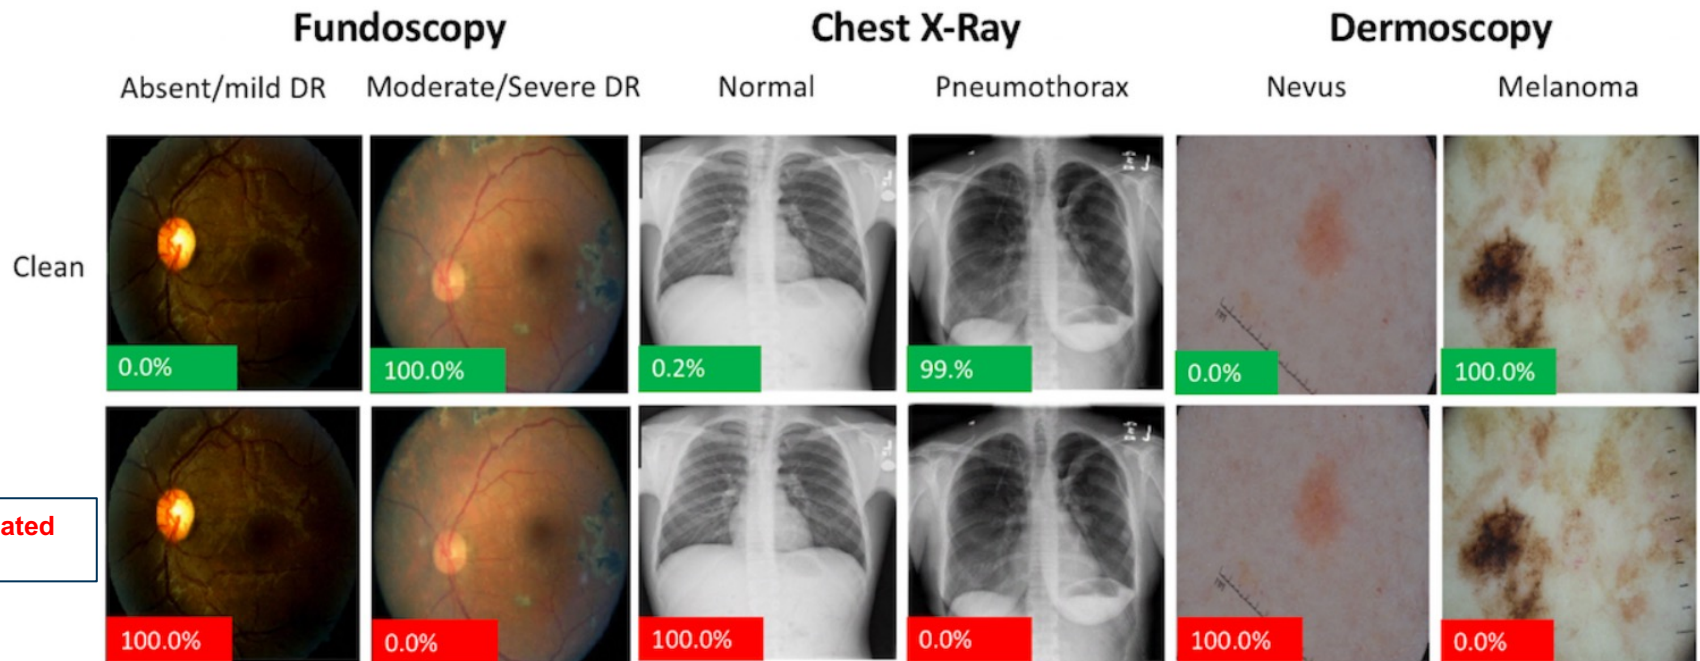 Fundoscopy Chest X-Ray Dermoscopy
Absent/mild DR Moderate/Severe DR Normal Pneumothorax Nevus Melanoma
Clean
0.0% 100.0% 0.2% 99.% 0.0% 100.0%
ated
100.0% 0.0% 100.0% 0.0% 100.0% 0.0%